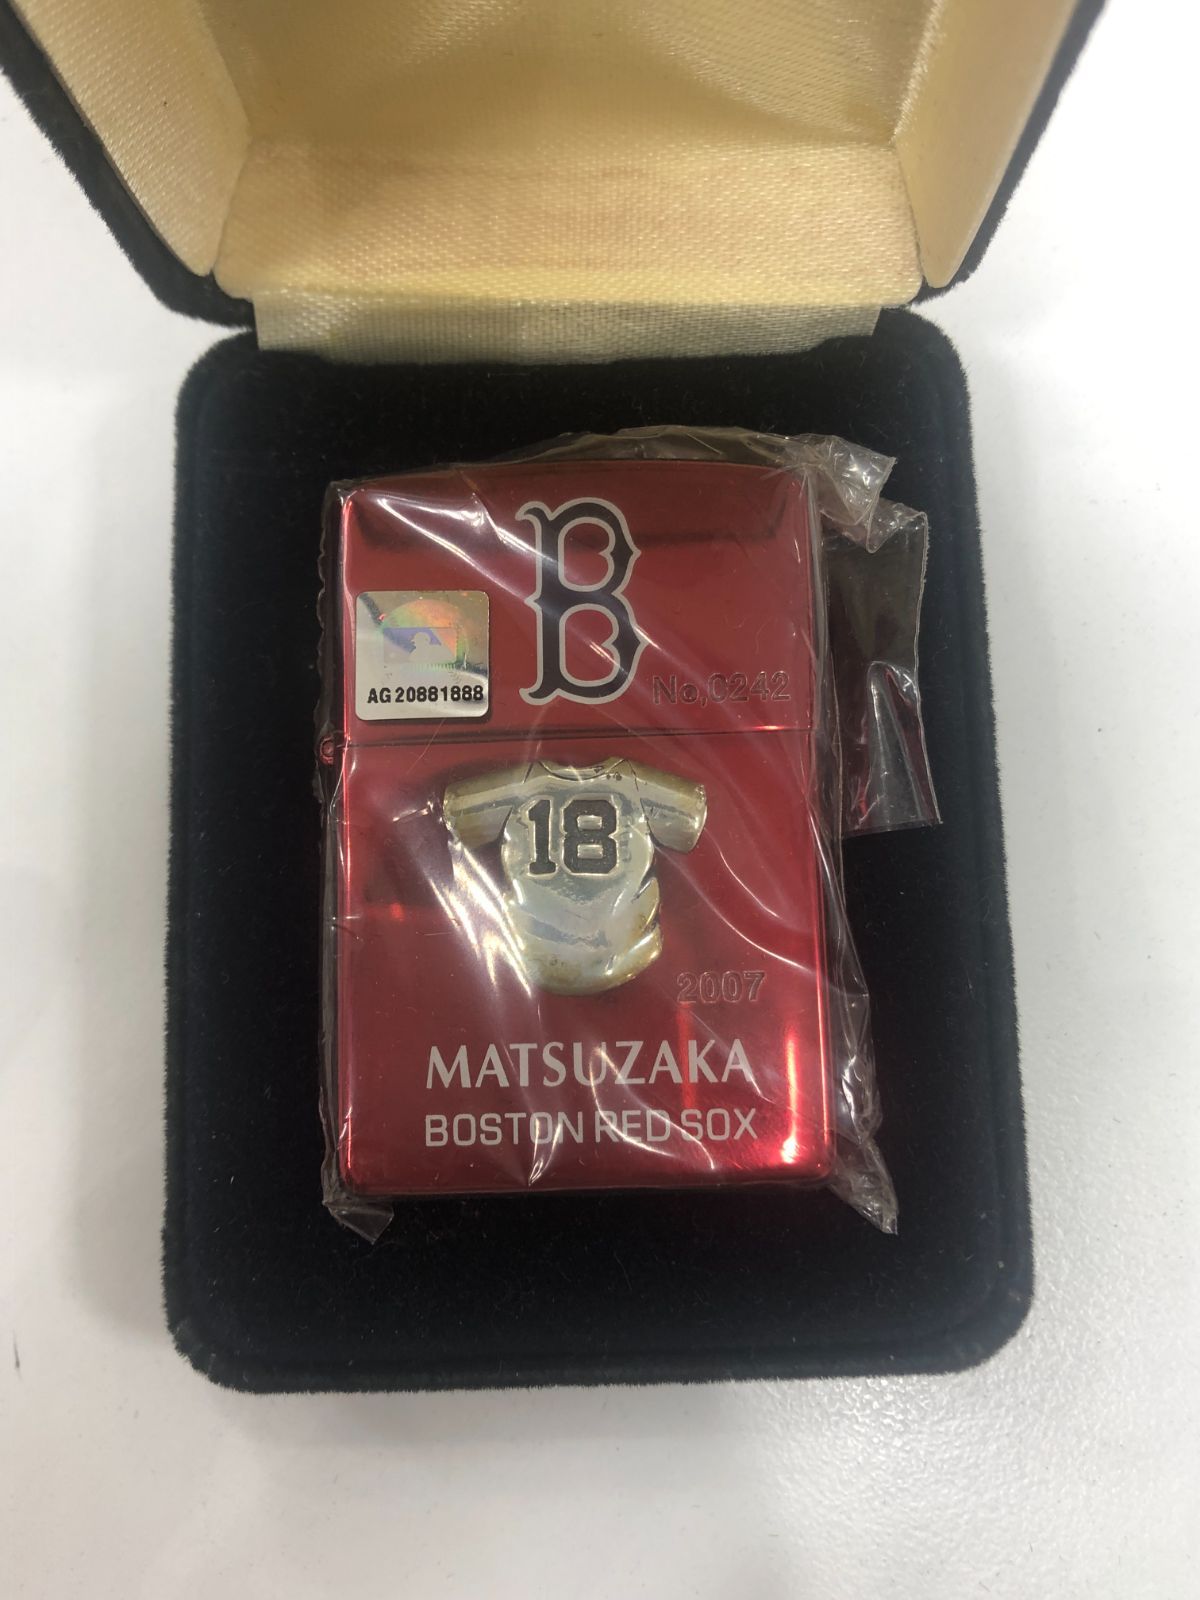 B
AG 20881888
No,0242
18
2007
MATSUZAKA
BOSTON RED SOX